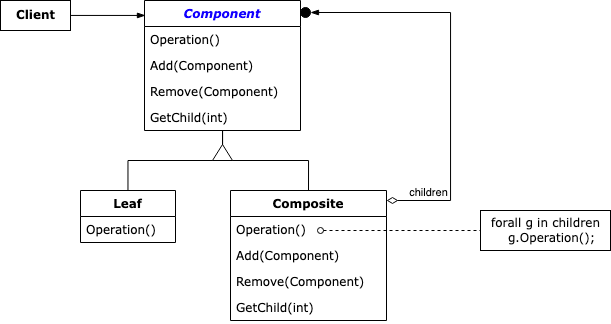 Client
Component
Operation()
Add(Component)
Remove(Component)
GetChild(int)
children
Leaf
Operation()
Composite
Operation()
Add(Component)
Remove(Component)
GetChild(int)
forall g in children
g.Operation();